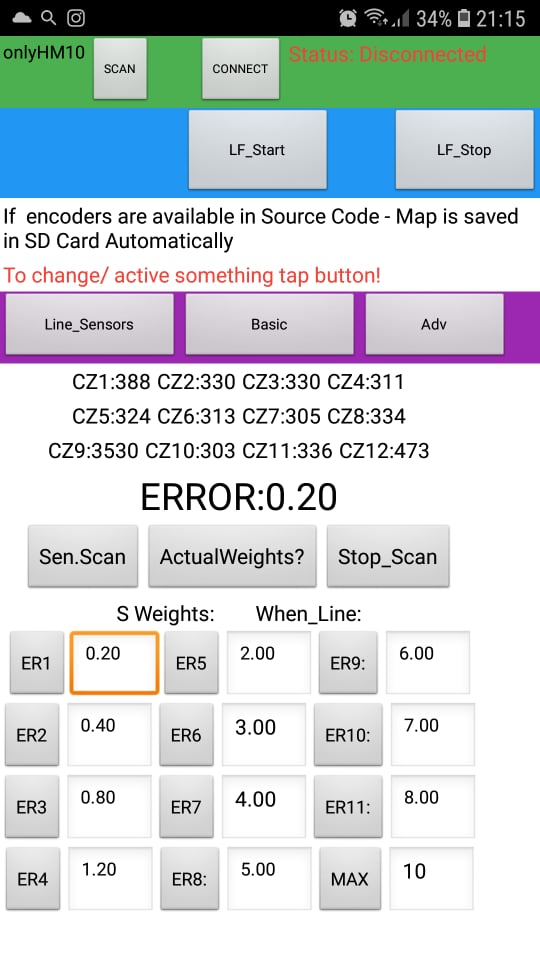 34% 21:15
onlyHM10 SCAN CONNECT Status: Disconnected
LF_Start LF_Stop
If encoders are available in Source Code - Map is saved
in SD Card Automatically
To change/ active something tap button!
Line_Sensors Basic Adv
CZ1:388 CZ2:330 CZ3:330 CZ4:311
CZ5:324 CZ6:313 CZ7:305 CZ8:334
CZ9:3530 CZ10:303 CZ11:336 CZ12:473
ERROR:0.20
Sen.Scan ActualWeights? Stop_Scan
S Weights: When_Line:
ER1 0.20 ER5 2.00 ER9: 6.00
ER2 0.40 ER6 3.00 ER10: 7.00
ER3 0.80 ER7 4.00 ER11: 8.00
ER4 1.20 ER8: 5.00 MAX 10